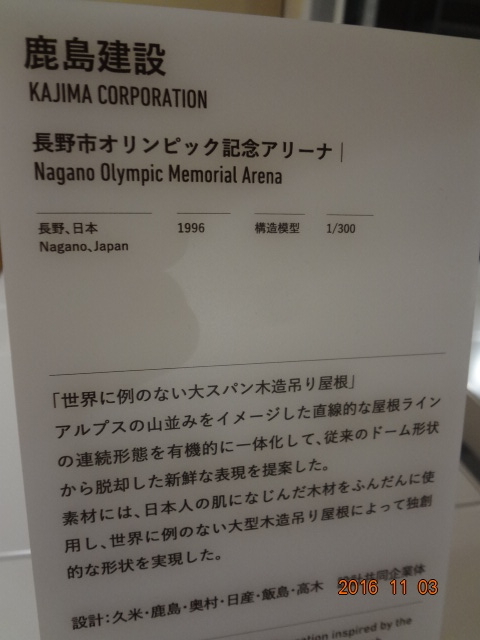 鹿島建設
KAJIMA CORPORATION
長野市オリンピック記念アリーナ |
Nagano Olympic Memorial Arena
長野、日本 1996 構造模型 1/300
Nagano、Japan
「世界に例のない大スパン木造吊り屋根」
アルプスの山並みをイメージした直線的な屋根ライン
の連続形態を有機的に一体化して、従来のドーム形状
から脱却した新鮮な表現を提案した。
素材には、日本人の肌になじんだ木材をふんだんに使
用し、世界に例のない大型木造吊り屋根によって独創
的な形状を実現した。
設計：久米・鹿島・奥村・日産・飯島・高木 設計共同企業体
2016 11 03
inspired by the